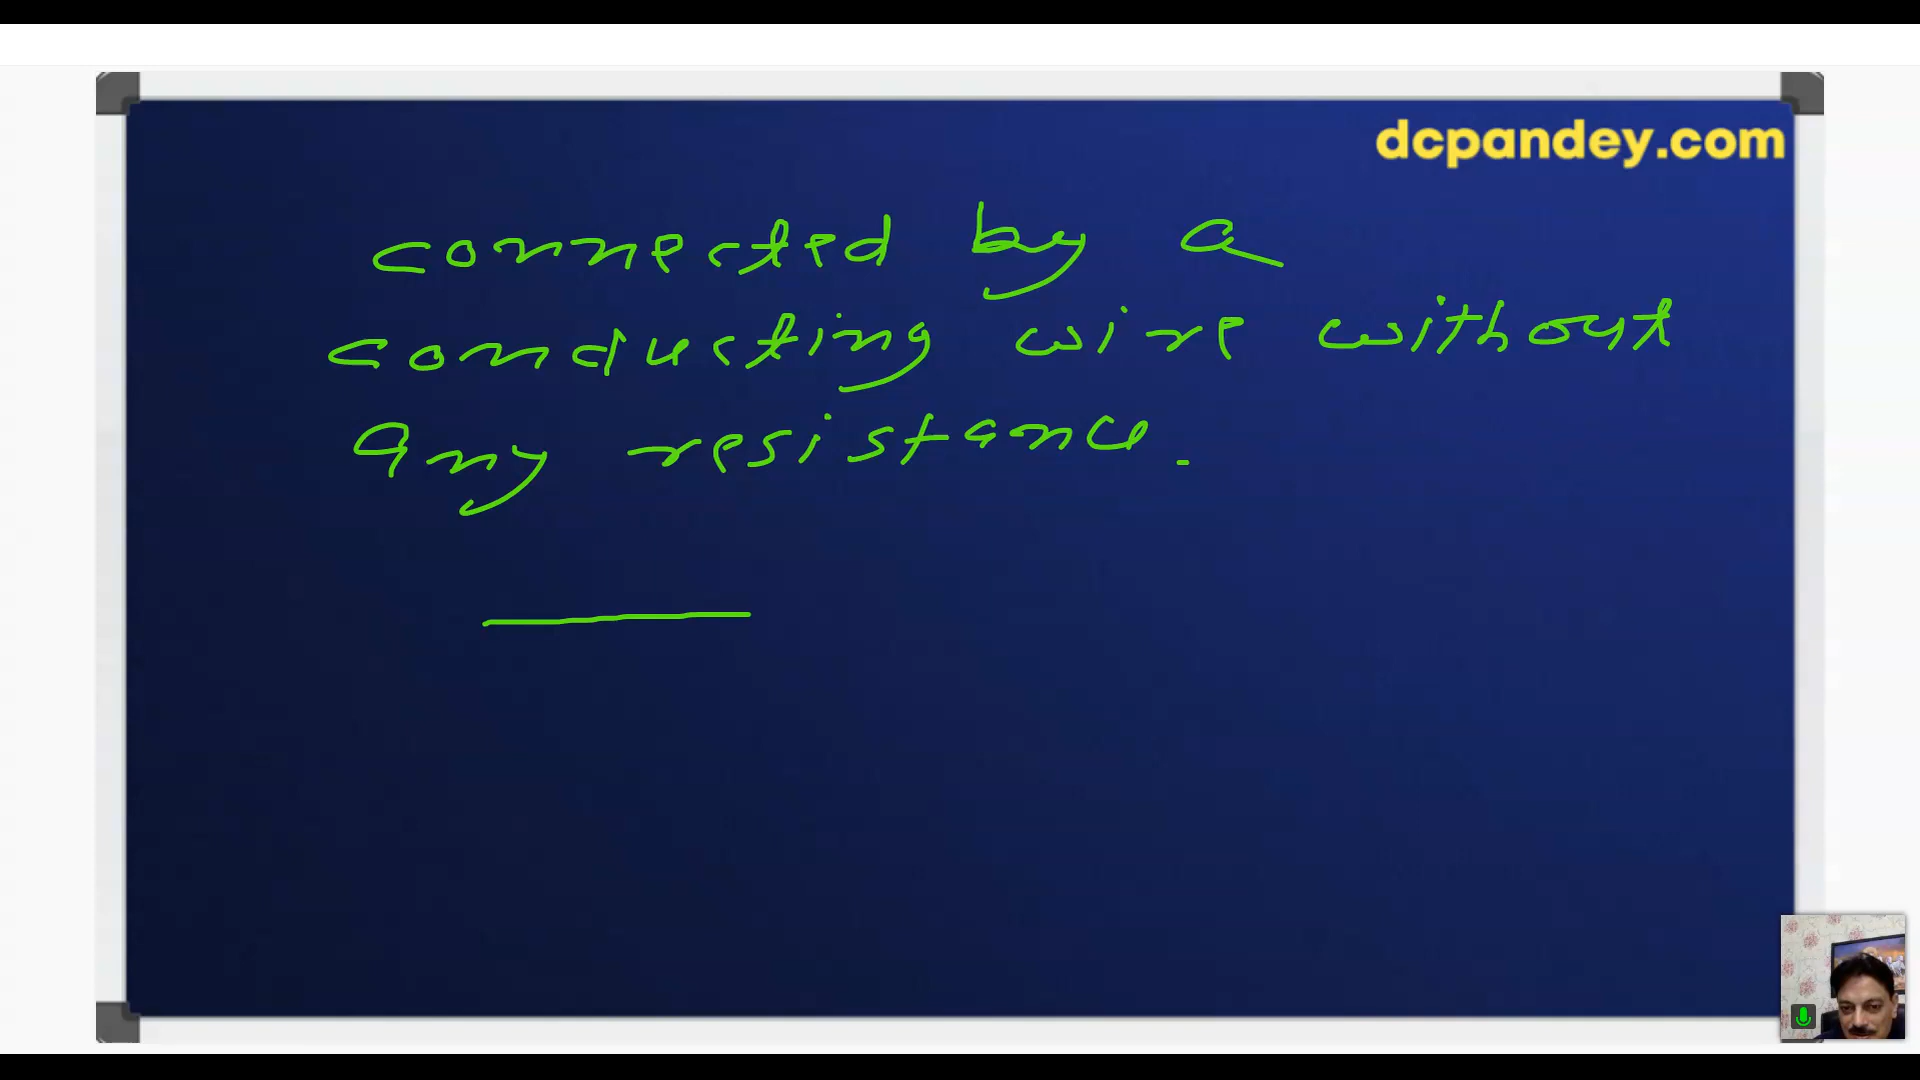 dcpandey.com
connected by a
conducting wire without
any resistance.